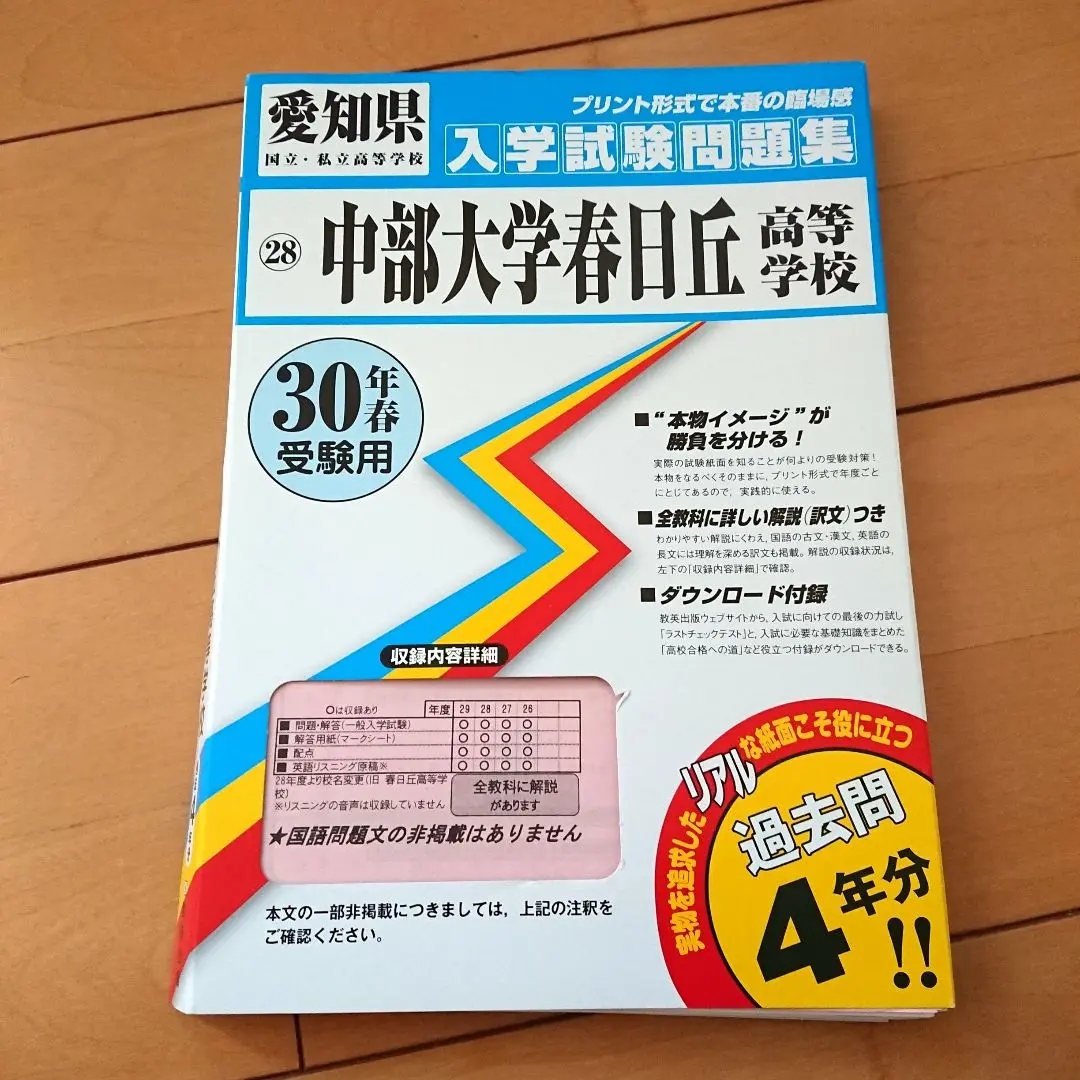 愛知県
国立・私立高等学校
プリント形式で本番の臨場感
入学試験問題集
㉘ 中部大学春日丘 高等学校
30年春
受験用
■“本物イメージ”が
勝負を分ける！
実際の試験紙面を知ることが何よりの受験対策！
本物をなるべくそのままに、プリント形式で年度ごと
にとじてあるので、実践的に使える。
■全教科に詳しい解説（訳文）つき
わかりやすい解説にくわえ、国語の古文・漢文、英語の
長文には理解を深める訳文も掲載。解説の収録状況は、
左下の「収録内容詳細」で確認。
■ダウンロード付録
教英出版ウェブサイトから、入試に向けての最後の力試し
「ラストチェックテスト」と、入試に必要な基礎知識をまとめた
「高校合格への道」など役立つ付録がダウンロードできる。
収録内容詳細
○は収録あり 年度 29 28 27 26
■ 問題・解答（一般入学試験） ○ ○ ○ ○
■ 解答用紙（マークシート） ○ ○ ○ ○
■ 配点 ○ ○ ○ ○
■ 英語リスニング原稿※ ○ ○ ○ ○
28年度より校名変更（旧 春日丘高等学
校）
※リスニングの音声は収録していません
全教科に解説
があります
★国語問題文の非掲載はありません
本文の一部非掲載につきましては、上記の注釈を
ご確認ください。
実物を追求したリアルな紙面こそ役に立つ
過去問
4年分!!